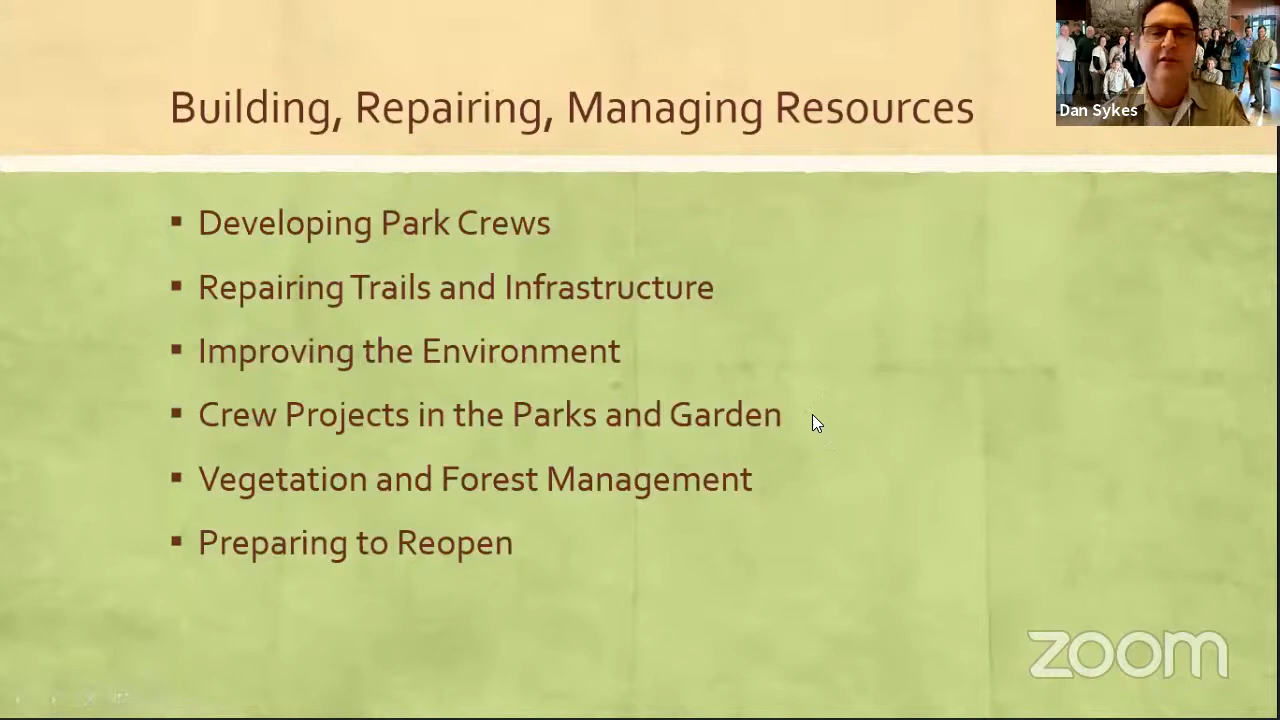 Building, Repairing, Managing Resources
Dan Sykes
▪ Developing Park Crews
▪ Repairing Trails and Infrastructure
▪ Improving the Environment
▪ Crew Projects in the Parks and Garden
▪ Vegetation and Forest Management
▪ Preparing to Reopen
zoom